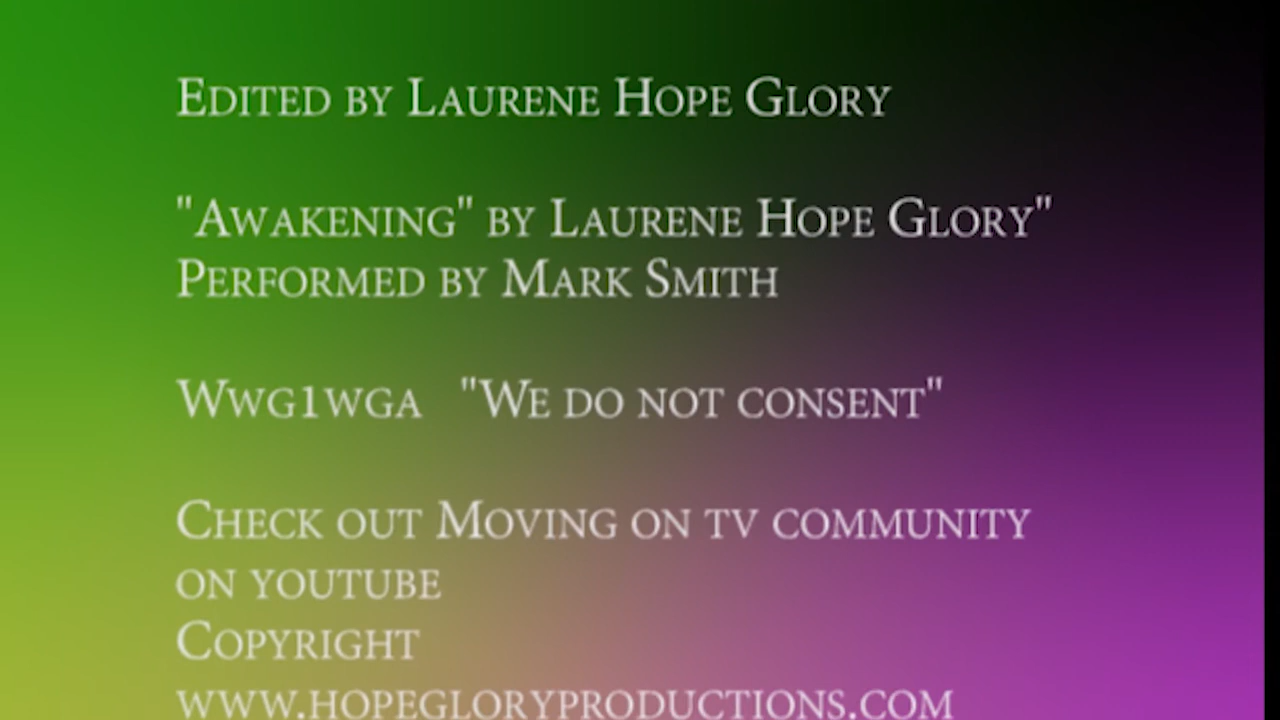 Edited by Laurene Hope Glory
"Awakening" by Laurene Hope Glory"
Performed by Mark Smith
Wwg1wga "We do not consent"
Check out Moving on tv community
on youtube
Copyright
www.hopegloryproductions.com